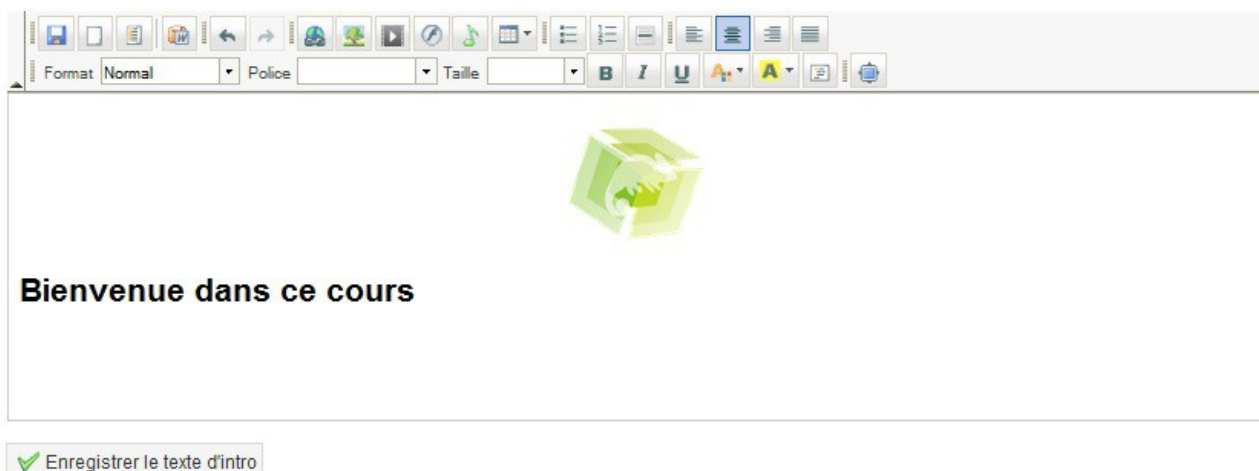 Format Normal Police Taille B I U A A
Bienvenue dans ce cours
Enregistrer le texte d'intro